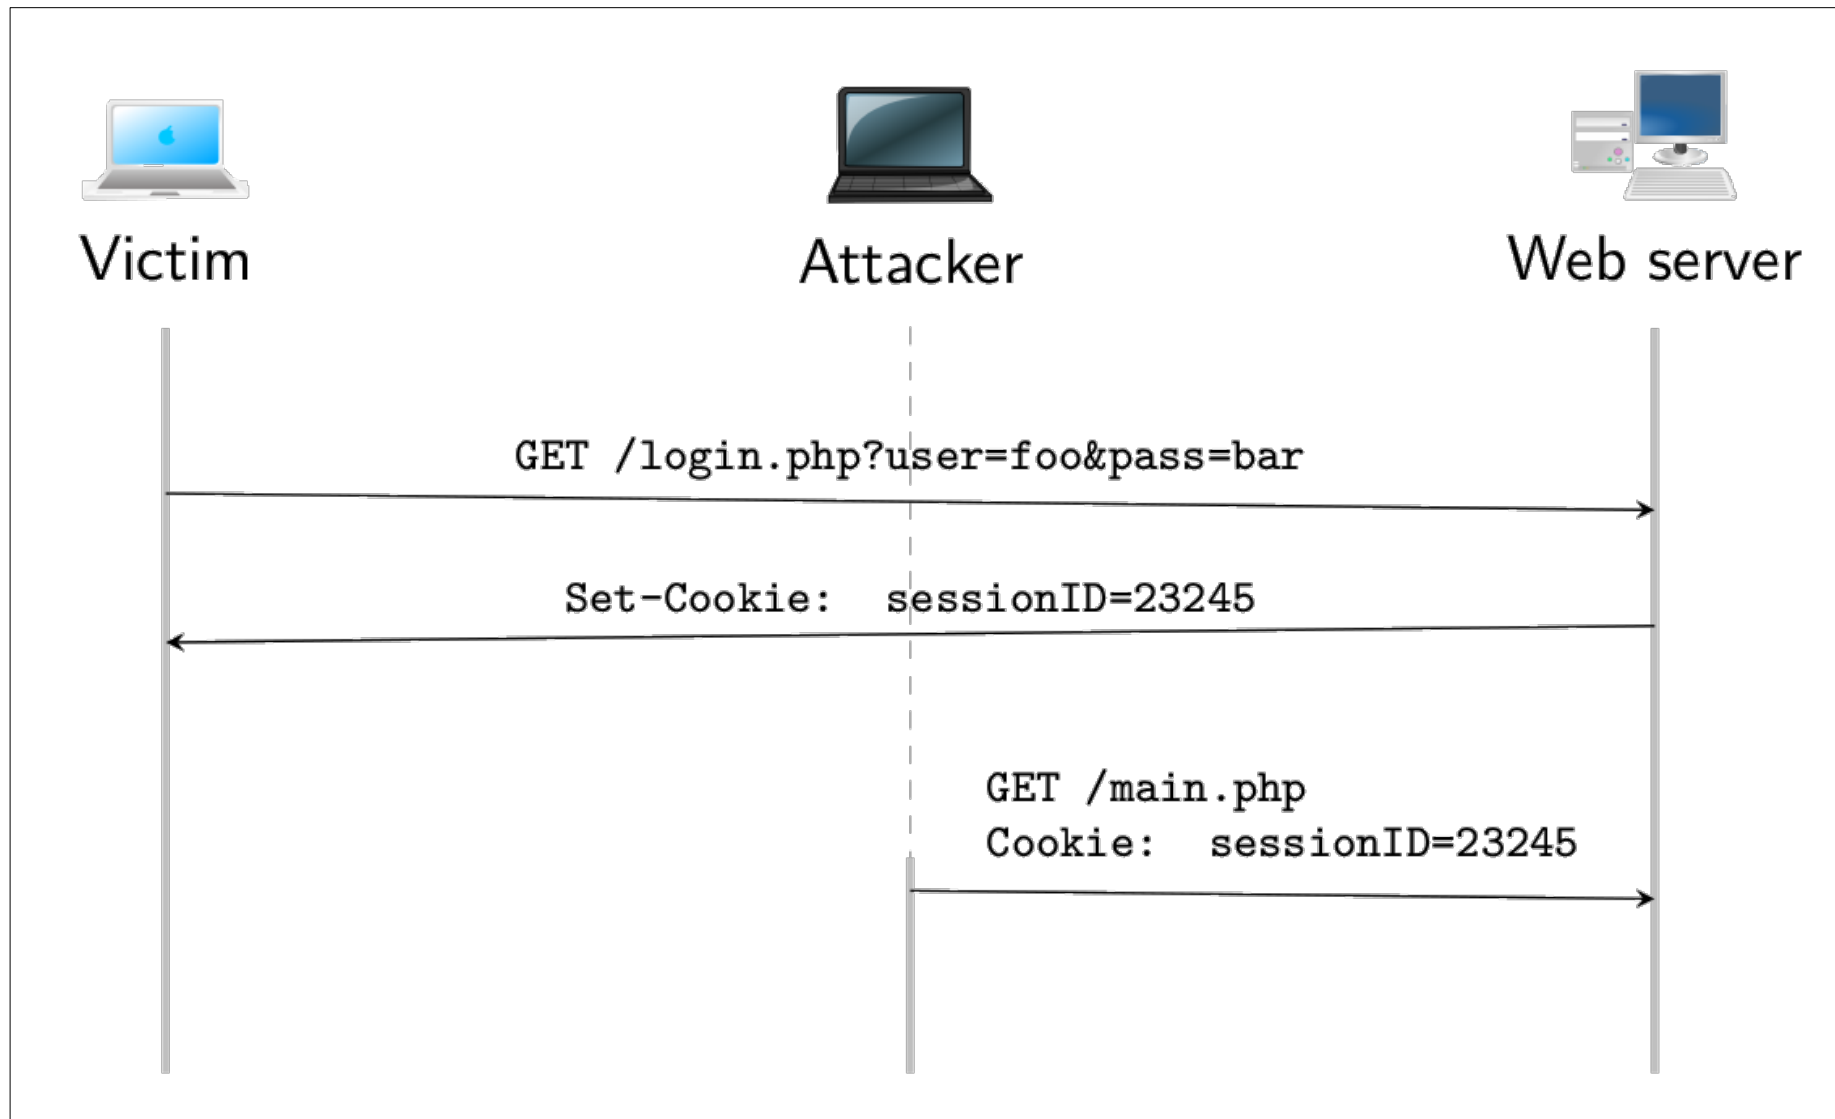 Victim
Attacker
Web server
GET /login.php?user=foo&pass=bar
Set-Cookie: sessionID=23245
GET /main.php
Cookie: sessionID=23245